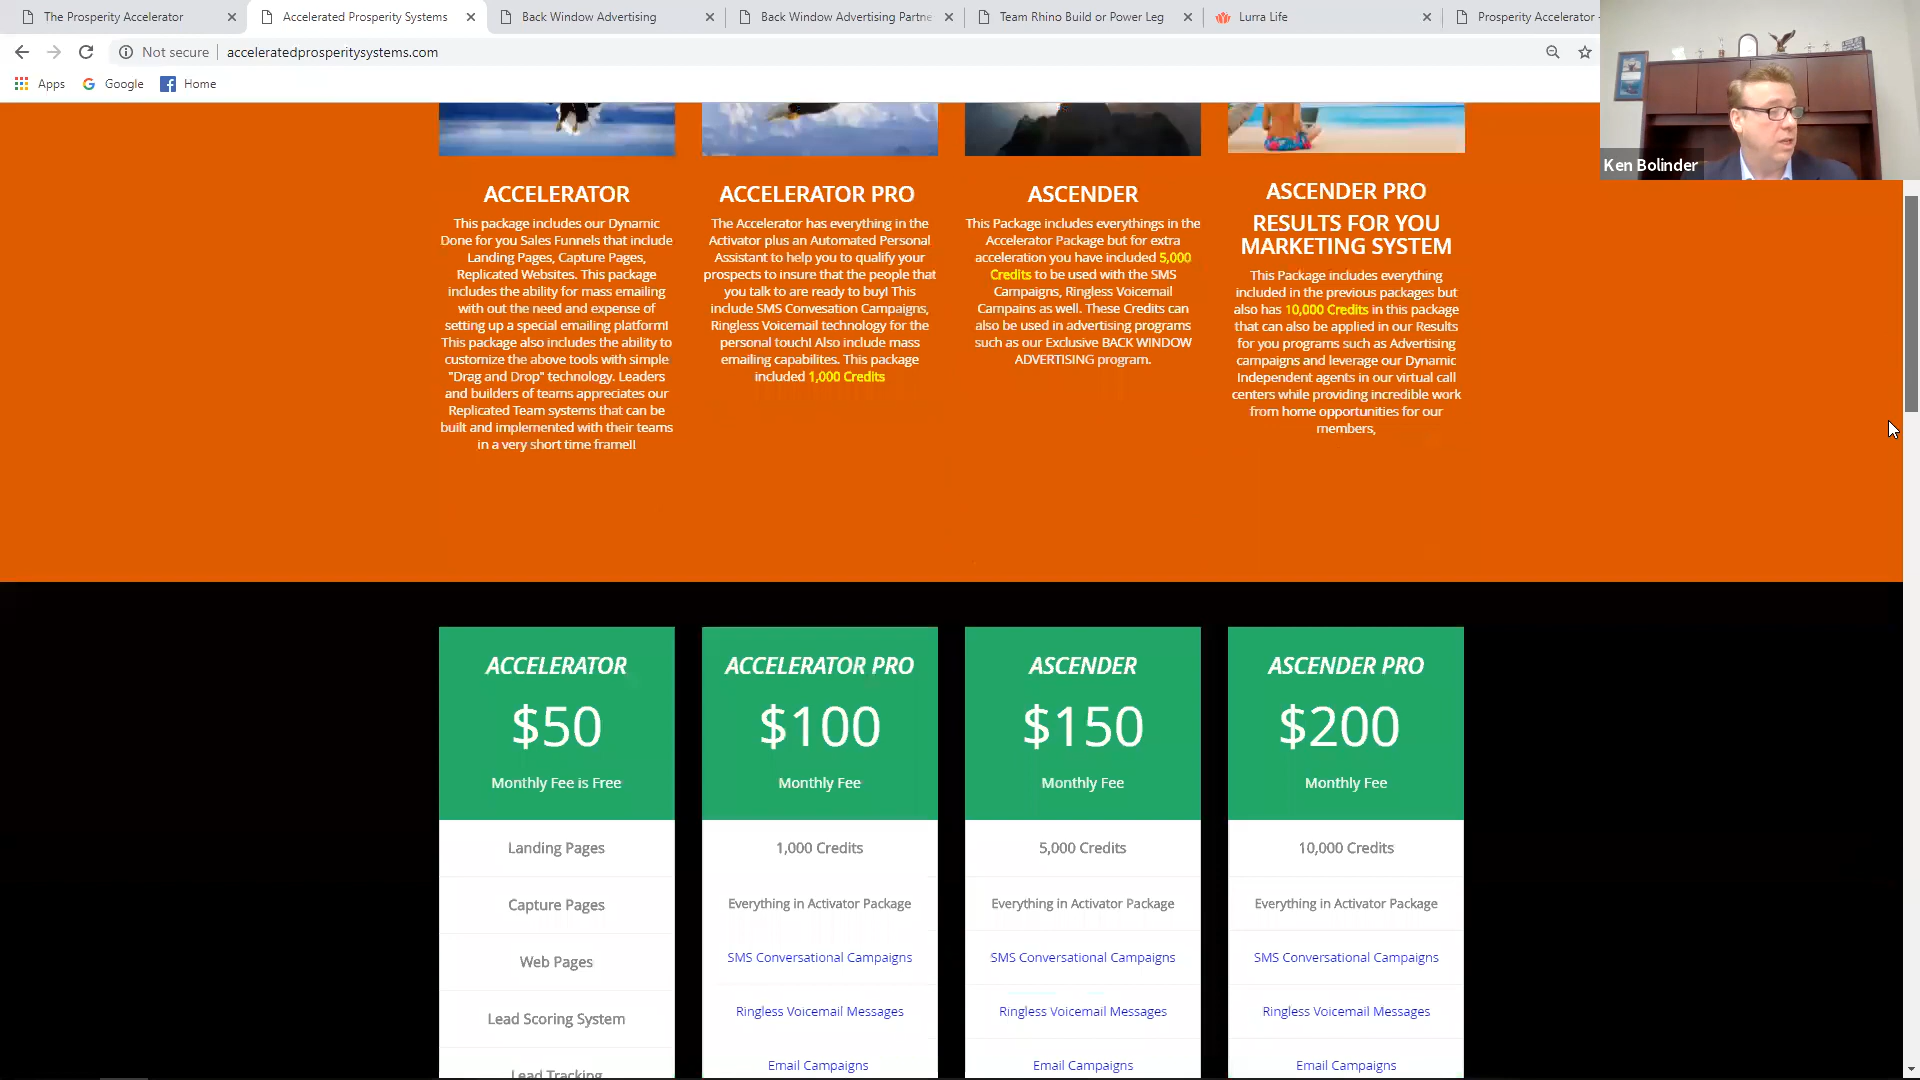 The Prosperity Accelerator
Accelerated Prosperity Systems
Back Window Advertising
Back Window Advertising Partne
Team Rhino Build or Power Leg
Lurra Life
Prosperity Accelerator
Not secure
acceleratedprosperitysystems.com
Apps
Google
Home
Ken Bolinder
ACCELERATOR
This package includes our Dynamic
Done for you Sales Funnels that include
Landing Pages, Capture Pages,
Replicated Websites. This package
includes the ability for mass emailing
with out the need and expense of
setting up a special emailing platform!
This package also includes the ability to
customize the above tools with simple
"Drag and Drop" technology. Leaders
and builders of teams appreciates our
Replicated Team systems that can be
built and implemented with their teams
in a very short time frame!!
ACCELERATOR PRO
The Accelerator has everything in the
Activator plus an Automated Personal
Assistant to help you to qualify your
prospects to insure that the people that
you talk to are ready to buy! This
include SMS Convesation Campaigns,
Ringless Voicemail technology for the
personal touch! Also include mass
emailing capabilites. This package
included 1,000 Credits
ASCENDER
This Package includes everythings in the
Accelerator Package but for extra
acceleration you have included 5,000
Credits to be used with the SMS
Campaigns, Ringless Voicemail
Campains as well. These Credits can
also be used in advertising programs
such as our Exclusive BACK WINDOW
ADVERTISING program.
ASCENDER PRO
RESULTS FOR YOU
MARKETING SYSTEM
This Package includes everything
included in the previous packages but
also has 10,000 Credits in this package
that can also be applied in our Results
for you programs such as Advertising
campaigns and leverage our Dynamic
Independent agents in our virtual call
centers while providing incredible work
from home opportunities for our
members,
ACCELERATOR
$50
Monthly Fee is Free
Landing Pages
Capture Pages
Web Pages
Lead Scoring System
Lead Tracking
ACCELERATOR PRO
$100
Monthly Fee
1,000 Credits
Everything in Activator Package
SMS Conversational Campaigns
Ringless Voicemail Messages
Email Campaigns
ASCENDER
$150
Monthly Fee
5,000 Credits
Everything in Activator Package
SMS Conversational Campaigns
Ringless Voicemail Messages
Email Campaigns
ASCENDER PRO
$200
Monthly Fee
10,000 Credits
Everything in Activator Package
SMS Conversational Campaigns
Ringless Voicemail Messages
Email Campaigns